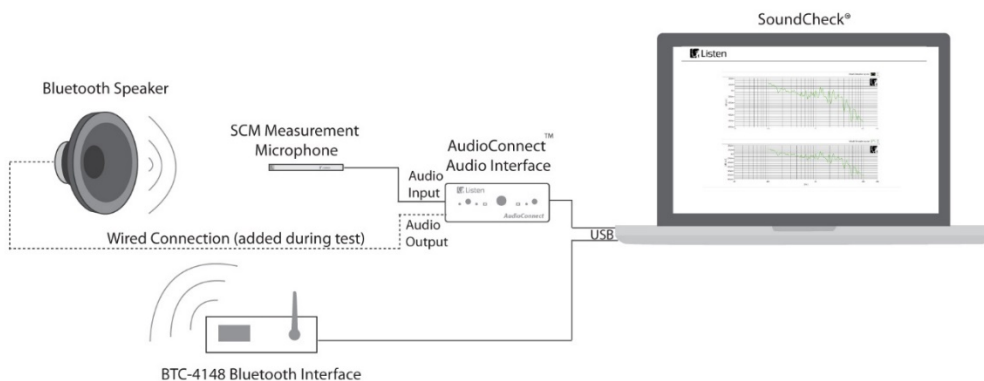 SoundCheck®
Listen
Bluetooth Speaker
SCM Measurement
Microphone
AudioConnect™
Audio Interface
Audio
Input
Listen
AudioConnect
Audio
Output
Wired Connection (added during test)
USB
BTC-4148 Bluetooth Interface